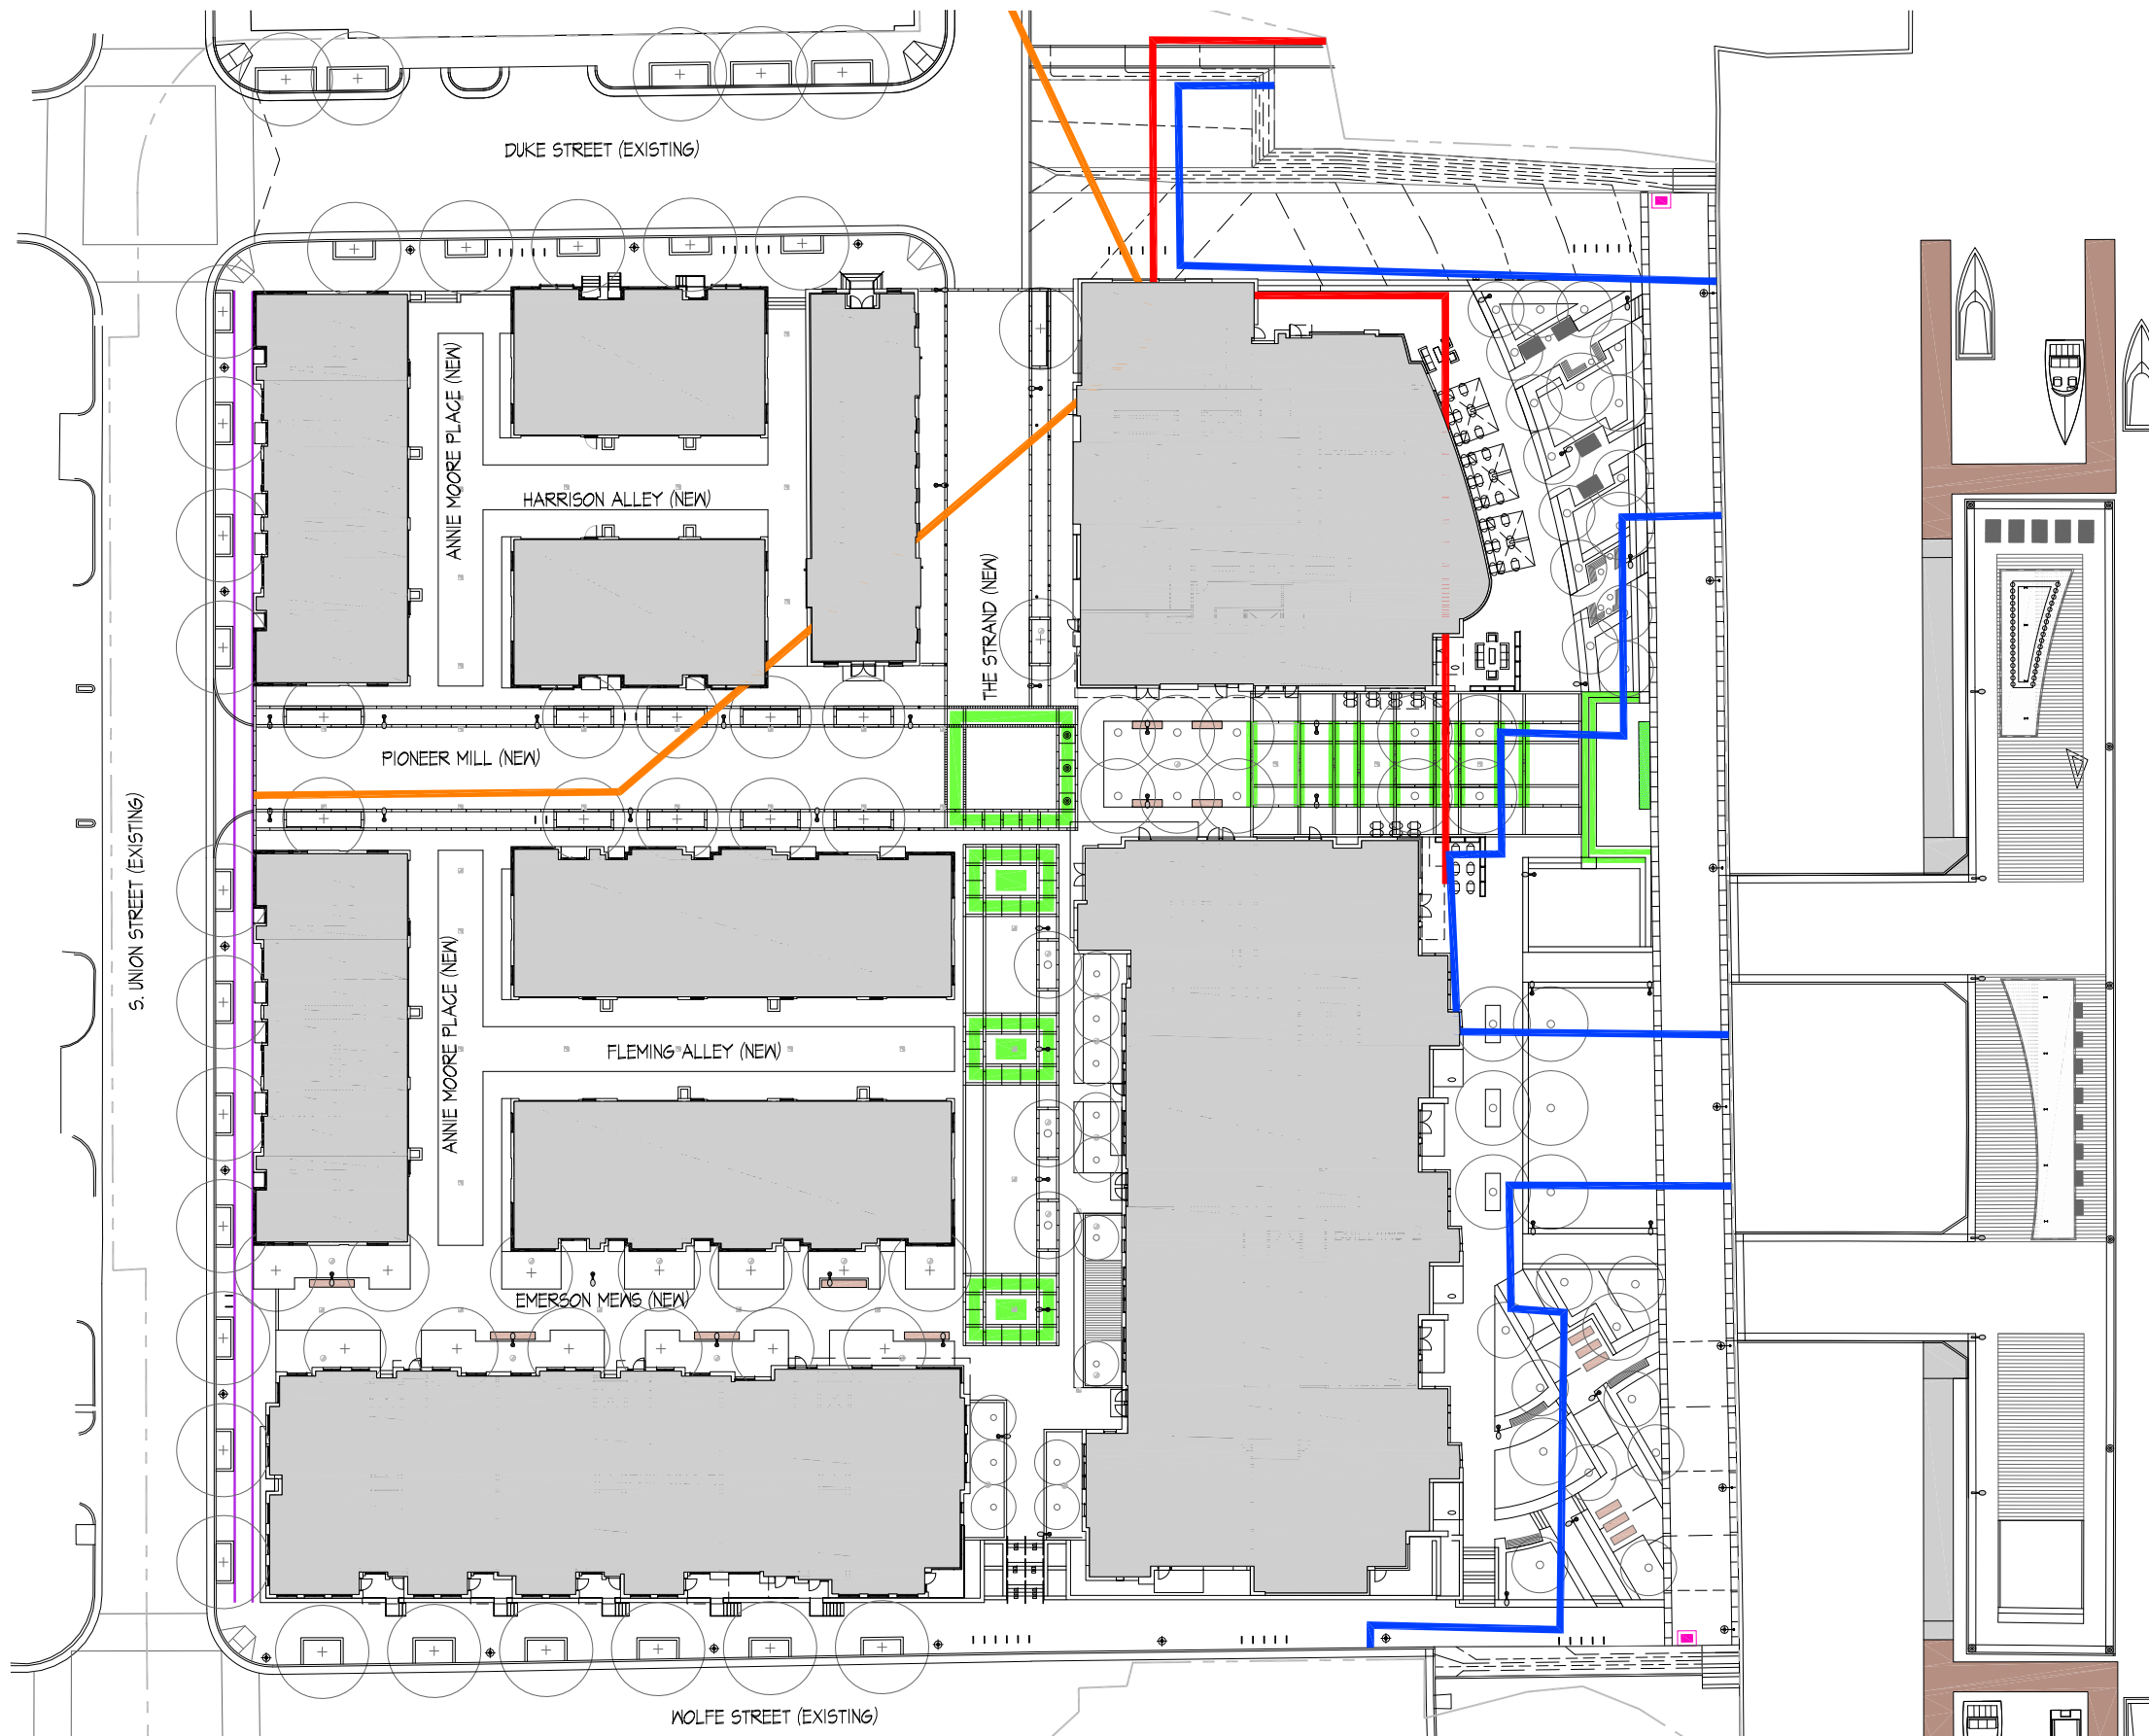 DUKE STREET (EXISTING)
ANNIE MOORE PLACE (NEW)
HARRISON ALLEY (NEW)
THE STRAND (NEW)
PIONEER MILL (NEW)
S. UNION STREET (EXISTING)
ANNIE MOORE PLACE (NEW)
FLEMING ALLEY (NEW)
EMERSON MEWS (NEW)
WOLFE STREET (EXISTING)